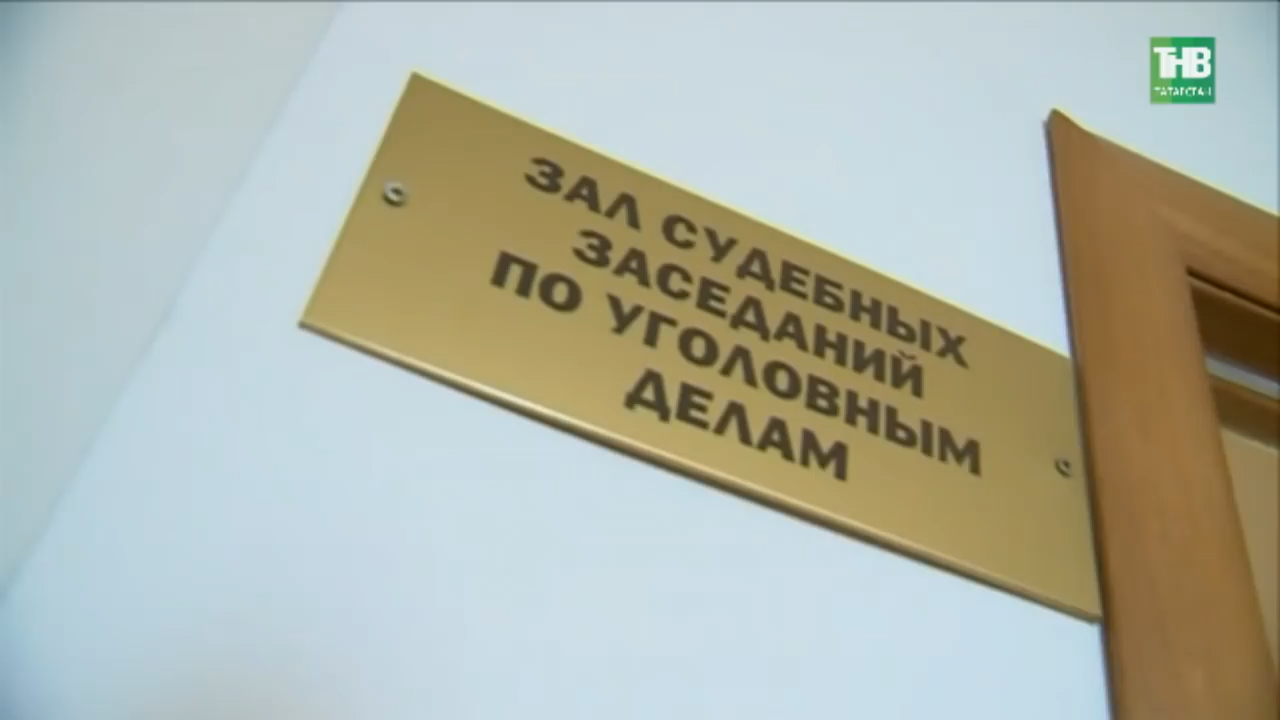 ЗАЛ СУДЕБНЫХ
ЗАСЕДАНИЙ
ПО УГОЛОВНЫМ
ДЕЛАМ
ТНВ
ТАТАРСТАН